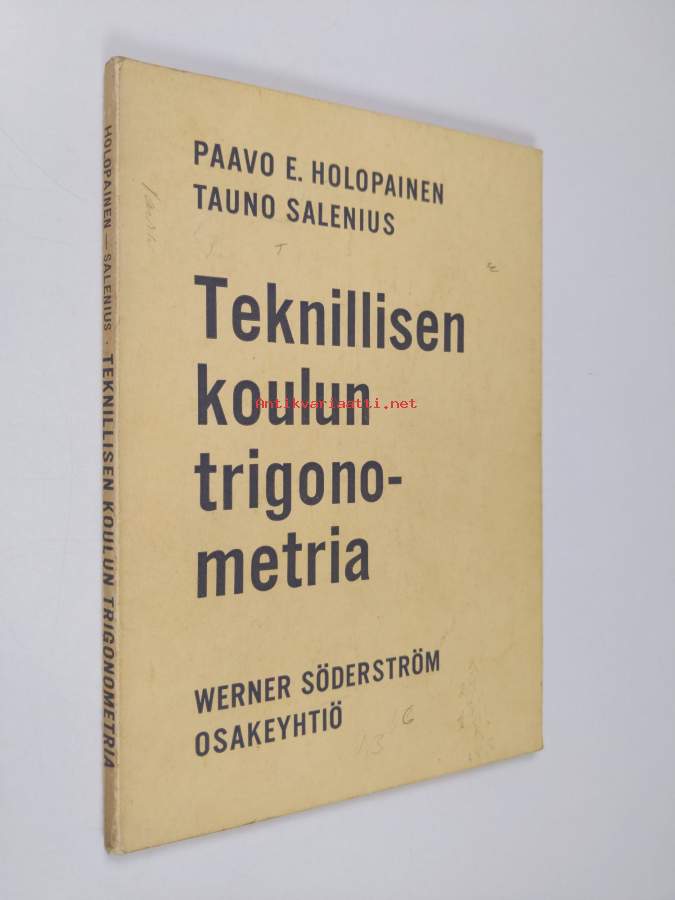 PAAVO E. HOLOPAINEN
TAUNO SALENIUS
Teknillisen
koulun
Antikvariaatti.net
trigono-
metria
WERNER SÖDERSTRÖM
OSAKEYHTIÖ
HOLOPAINEN — SALENIUS · TEKNILLISEN KOULUN TRIGONOMETRIA